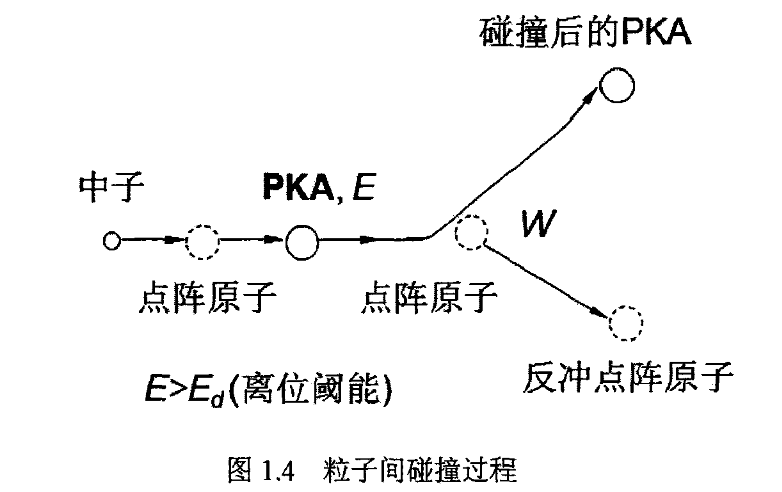 碰撞后的PKA
中子
PKA, E
W
点阵原子
点阵原子
E>Ed(离位阈能)
反冲点阵原子
图 1.4 粒子间碰撞过程